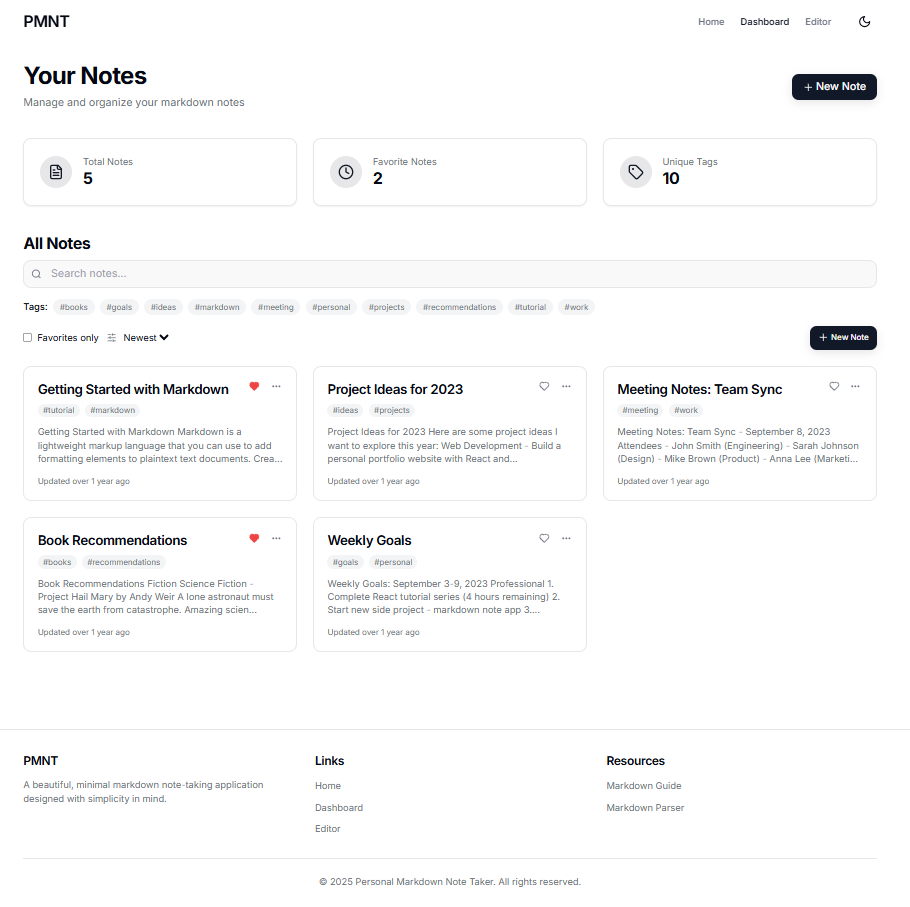 PMNT
Home Dashboard Editor
Your Notes
Manage and organize your markdown notes
+ New Note
Total Notes
5
Favorite Notes
2
Unique Tags
10
All Notes
Search notes...
Tags: #books #goals #ideas #markdown #meeting #personal #projects #recommendations #tutorial #work
Favorites only Newest
+ New Note
Getting Started with Markdown
#tutorial #markdown
Getting Started with Markdown Markdown is a
lightweight markup language that you can use to add
formatting elements to plaintext text documents. Crea...
Updated over 1 year ago
Project Ideas for 2023
#ideas #projects
Project Ideas for 2023 Here are some project ideas I
want to explore this year: Web Development - Build a
personal portfolio website with React and...
Updated over 1 year ago
Meeting Notes: Team Sync
#meeting #work
Meeting Notes: Team Sync - September 8, 2023
Attendees - John Smith (Engineering) - Sarah Johnson
(Design) - Mike Brown (Product) - Anna Lee (Marketi...
Updated over 1 year ago
Book Recommendations
#books #recommendations
Book Recommendations Fiction Science Fiction -
Project Hail Mary by Andy Weir A lone astronaut must
save the earth from catastrophe. Amazing scien...
Updated over 1 year ago
Weekly Goals
#goals #personal
Weekly Goals: September 3-9, 2023 Professional 1.
Complete React tutorial series (4 hours remaining) 2.
Start new side project - markdown note app 3....
Updated over 1 year ago
PMNT
A beautiful, minimal markdown note-taking application
designed with simplicity in mind.
Links
Home
Dashboard
Editor
Resources
Markdown Guide
Markdown Parser
© 2025 Personal Markdown Note Taker. All rights reserved.